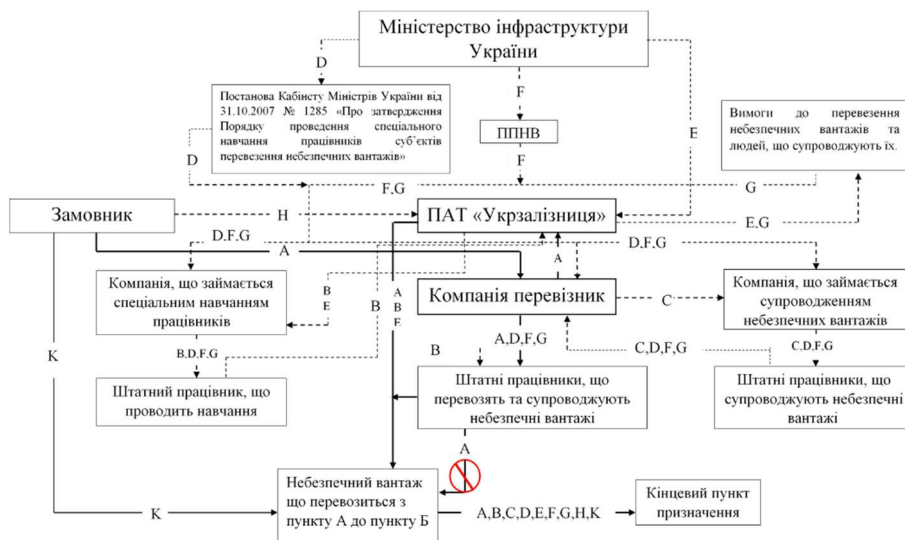 Міністерство інфраструктури
України
D
F
Постанова Кабінету Міністрів України від
31.10.2007 № 1285 «Про затвердження
Порядку проведення спеціального
навчання працівників суб`єктів
перевезення небезпечних вантажів»
ППНВ
E
Вимоги до перевезення
небезпечних вантажів та
людей, що супроводжують їх.
D
F
F,G
G
Замовник
H
ПАТ «Укрзалізниця»
E,G
D,F,G
A
A
D,F,G
Компанія, що займається
спеціальним навчанням
працівників
B
E
B
A
B
E
Компанія перевізник
C
Компанія, що займається
супроводженням
небезпечних вантажів
K
B,D,F,G
B
A,D,F,G
C,D,F,G
C,D,F,G
Штатний працівник, що
проводить навчання
Штатні працівники, що
перевозять та супроводжують
небезпечні вантажі
Штатні працівники, що
супроводжують небезпечні
вантажі
A
Небезпечний вантаж
що перевозиться з
пункту А до пункту Б
K
A,B,C,D,E,F,G,H,K
Кінцевий пункт
призначення